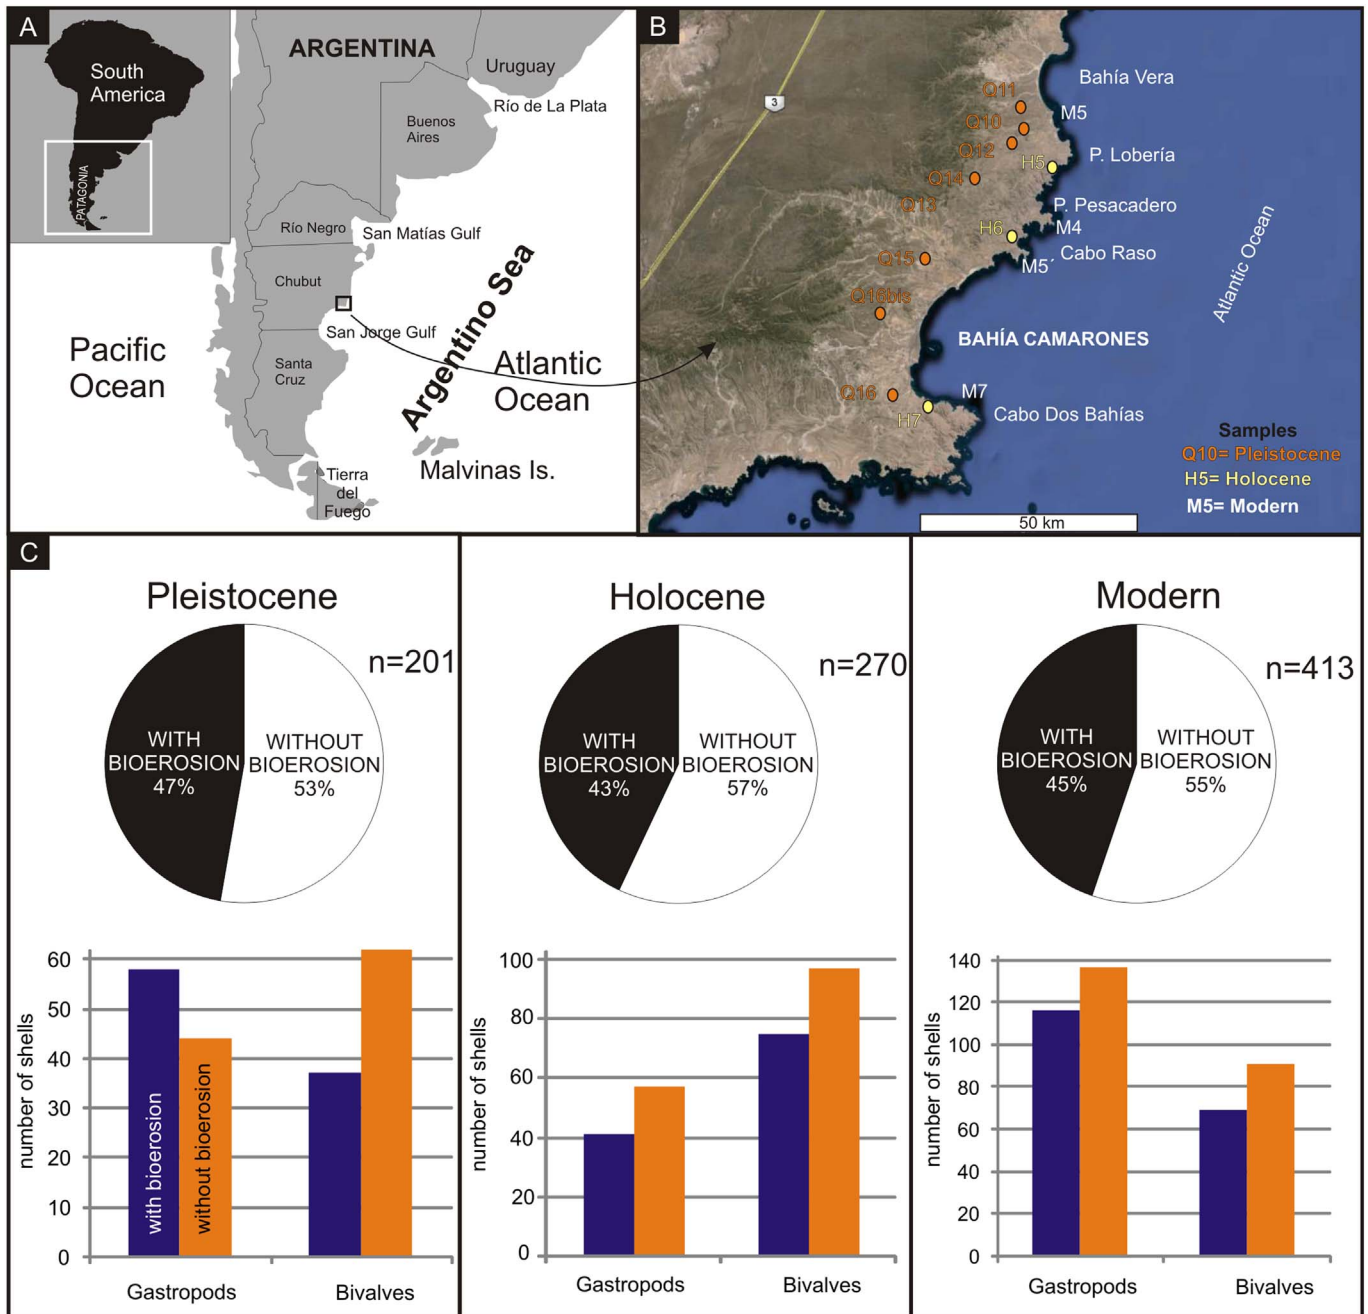 A
South
America
PATAGONIA
ARGENTINA
Uruguay
Río de La Plata
Buenos
Aires
Río Negro
San Matías Gulf
Chubut
San Jorge Gulf
Santa
Cruz
Pacific
Ocean
Argentino Sea
Atlantic
Ocean
Malvinas Is.
Tierra
del
Fuego
B
3
Bahía Vera
Q11
M5
Q10
Q12
P. Lobería
H5
Q14
Q13
P. Pesacadero
M4
H6
Cabo Raso
M5´
Q15
Atlantic Ocean
Q16bis
BAHÍA CAMARONES
Q16
M7
H7
Cabo Dos Bahías
Samples
Q10= Pleistocene
H5= Holocene
M5= Modern
50 km
C
Pleistocene
n=201
WITH
BIOEROSION
47%
WITHOUT
BIOEROSION
53%
number of shells
60
50
40
30
20
10
0
with bioerosion
without bioerosion
Gastropods
Bivalves
Holocene
n=270
WITH
BIOEROSION
43%
WITHOUT
BIOEROSION
57%
number of shells
100
80
60
40
20
0
Gastropods
Bivalves
Modern
n=413
WITH
BIOEROSION
45%
WITHOUT
BIOEROSION
55%
number of shells
140
120
100
80
60
40
20
0
Gastropods
Bivalves